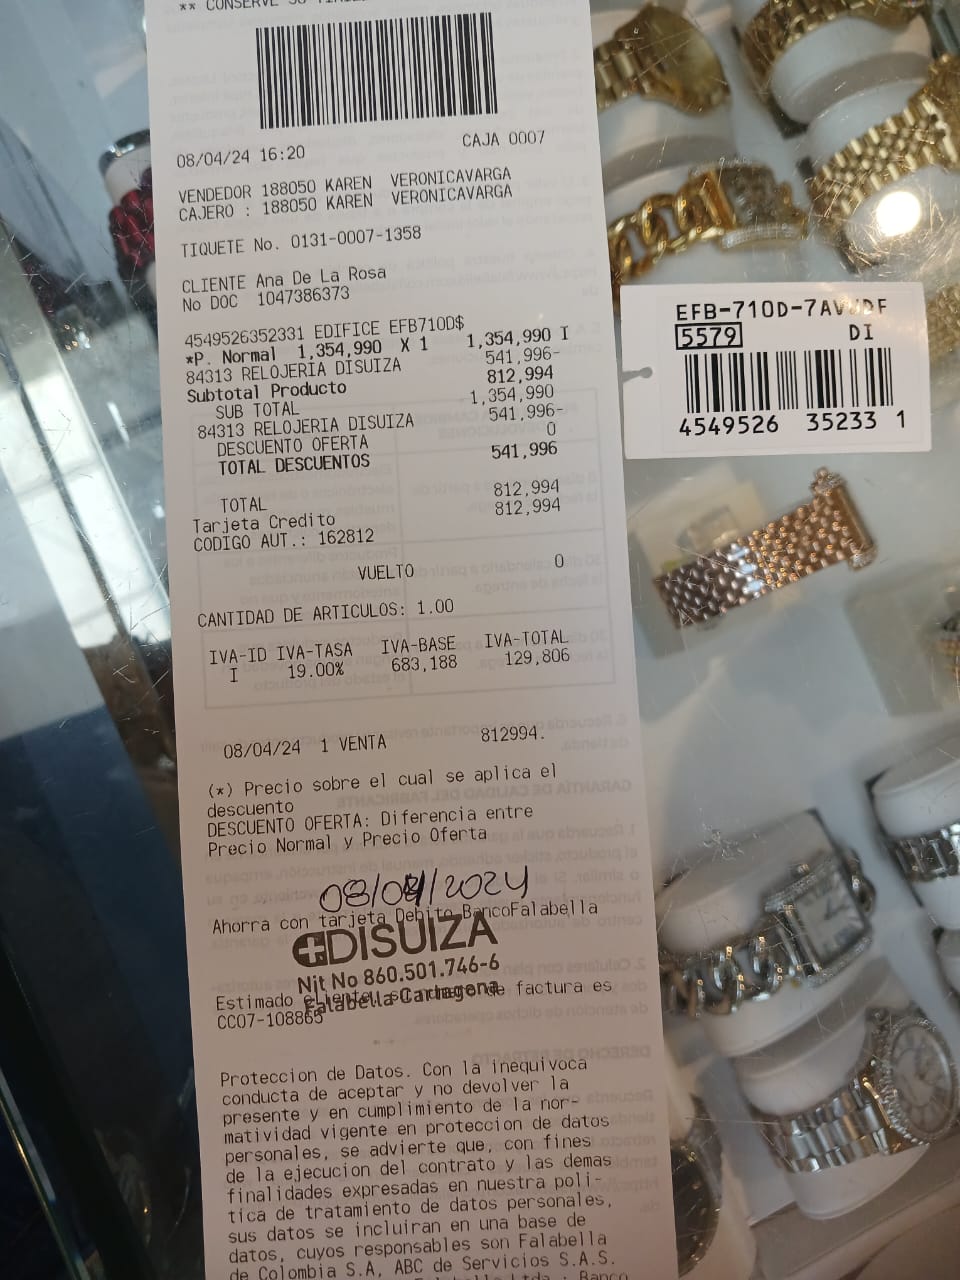 ** CONSERVE SU
08/04/24 16:20 CAJA 0007
VENDEDOR 188050 KAREN VERONICAVARGA
CAJERO : 188050 KAREN VERONICAVARGA
TIQUETE No. 0131-0007-1358
CLIENTE Ana De La Rosa
No DOC 1047386373
4549526352331 EDIFICE EFB710D$
*P. Normal 1,354,990 X 1 1,354,990 I
84313 RELOJERIA DISUIZA 541,996-
Subtotal Producto 812,994
SUB TOTAL 1,354,990
84313 RELOJERIA DISUIZA 541,996-
DESCUENTO OFERTA 0
TOTAL DESCUENTOS 541,996
TOTAL 812,994
Tarjeta Credito 812,994
CODIGO AUT.: 162812
VUELTO 0
CANTIDAD DE ARTICULOS: 1.00
IVA-ID IVA-TASA IVA-BASE IVA-TOTAL
I 19.00% 683,188 129,806
08/04/24 1 VENTA 812994.
(*) Precio sobre el cual se aplica el
descuento
DESCUENTO OFERTA: Diferencia entre
Precio Normal y Precio Oferta
08/04/2024
Ahorra con tarjeta Debito BancoFalabella
DISUIZA
Nit No 860.501.746-6
Falabella Cartagena
Estimado cliente, su numero de factura es
CC07-108865
Proteccion de Datos. Con la inequivoca
conducta de aceptar y no devolver la
presente y en cumplimiento de la nor-
matividad vigente en proteccion de datos
personales, se advierte que, con fines
de la ejecucion del contrato y las demas
finalidades expresadas en nuestra poli-
tica de tratamiento de datos personales,
sus datos se incluiran en una base de
datos, cuyos responsables son Falabella
de Colombia S.A, ABC de Servicios S.A.S.
Banco
EFB-710D-7AVUDF
5579 DI
4549526 35233 1